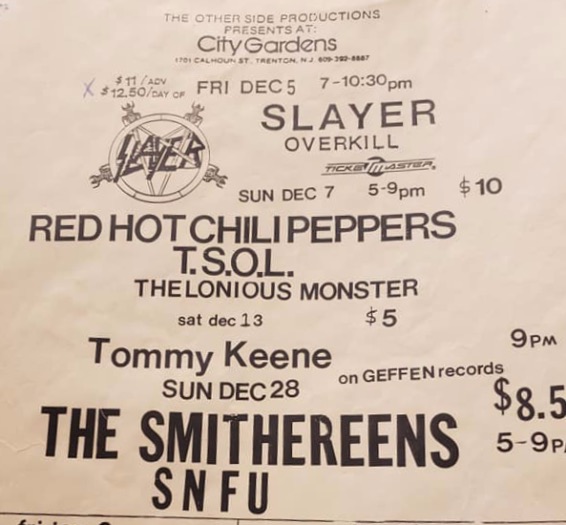 THE OTHER SIDE PRODUCTIONS
PRESENTS AT:
City Gardens
1701 CALHOUN ST. TRENTON, N.J. 609-392-8887
X $11/ADV
$12.50/DAY OF FRI DEC 5 7-10:30pm
SLAYER
OVERKILL
SLAYER
TICKETMASTER
SUN DEC 7 5-9pm $10
RED HOT CHILI PEPPERS
T.S.O.L.
THELONIOUS MONSTER
sat dec 13 $5
9PM
Tommy Keene
on GEFFEN records
SUN DEC 28 $8.5
THE SMITHEREENS 5-9P
SNFU